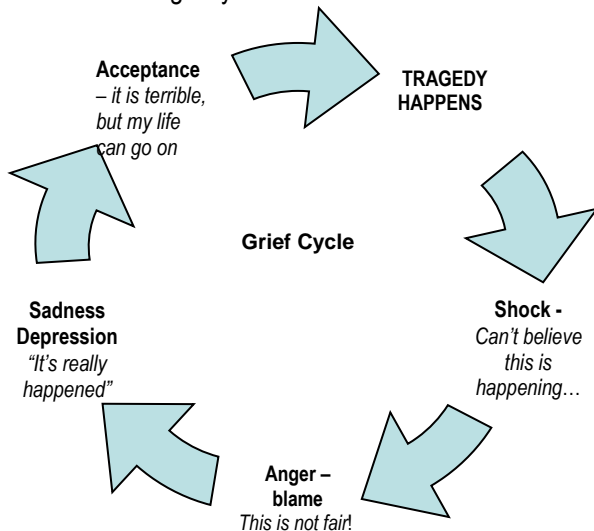 TRAGEDY
HAPPENS
Shock -
Can't believe
this is
happening…
Anger –
blame
This is not fair!
Sadness
Depression
"It's really
happened"
Acceptance
– it is terrible,
but my life
can go on
Grief Cycle